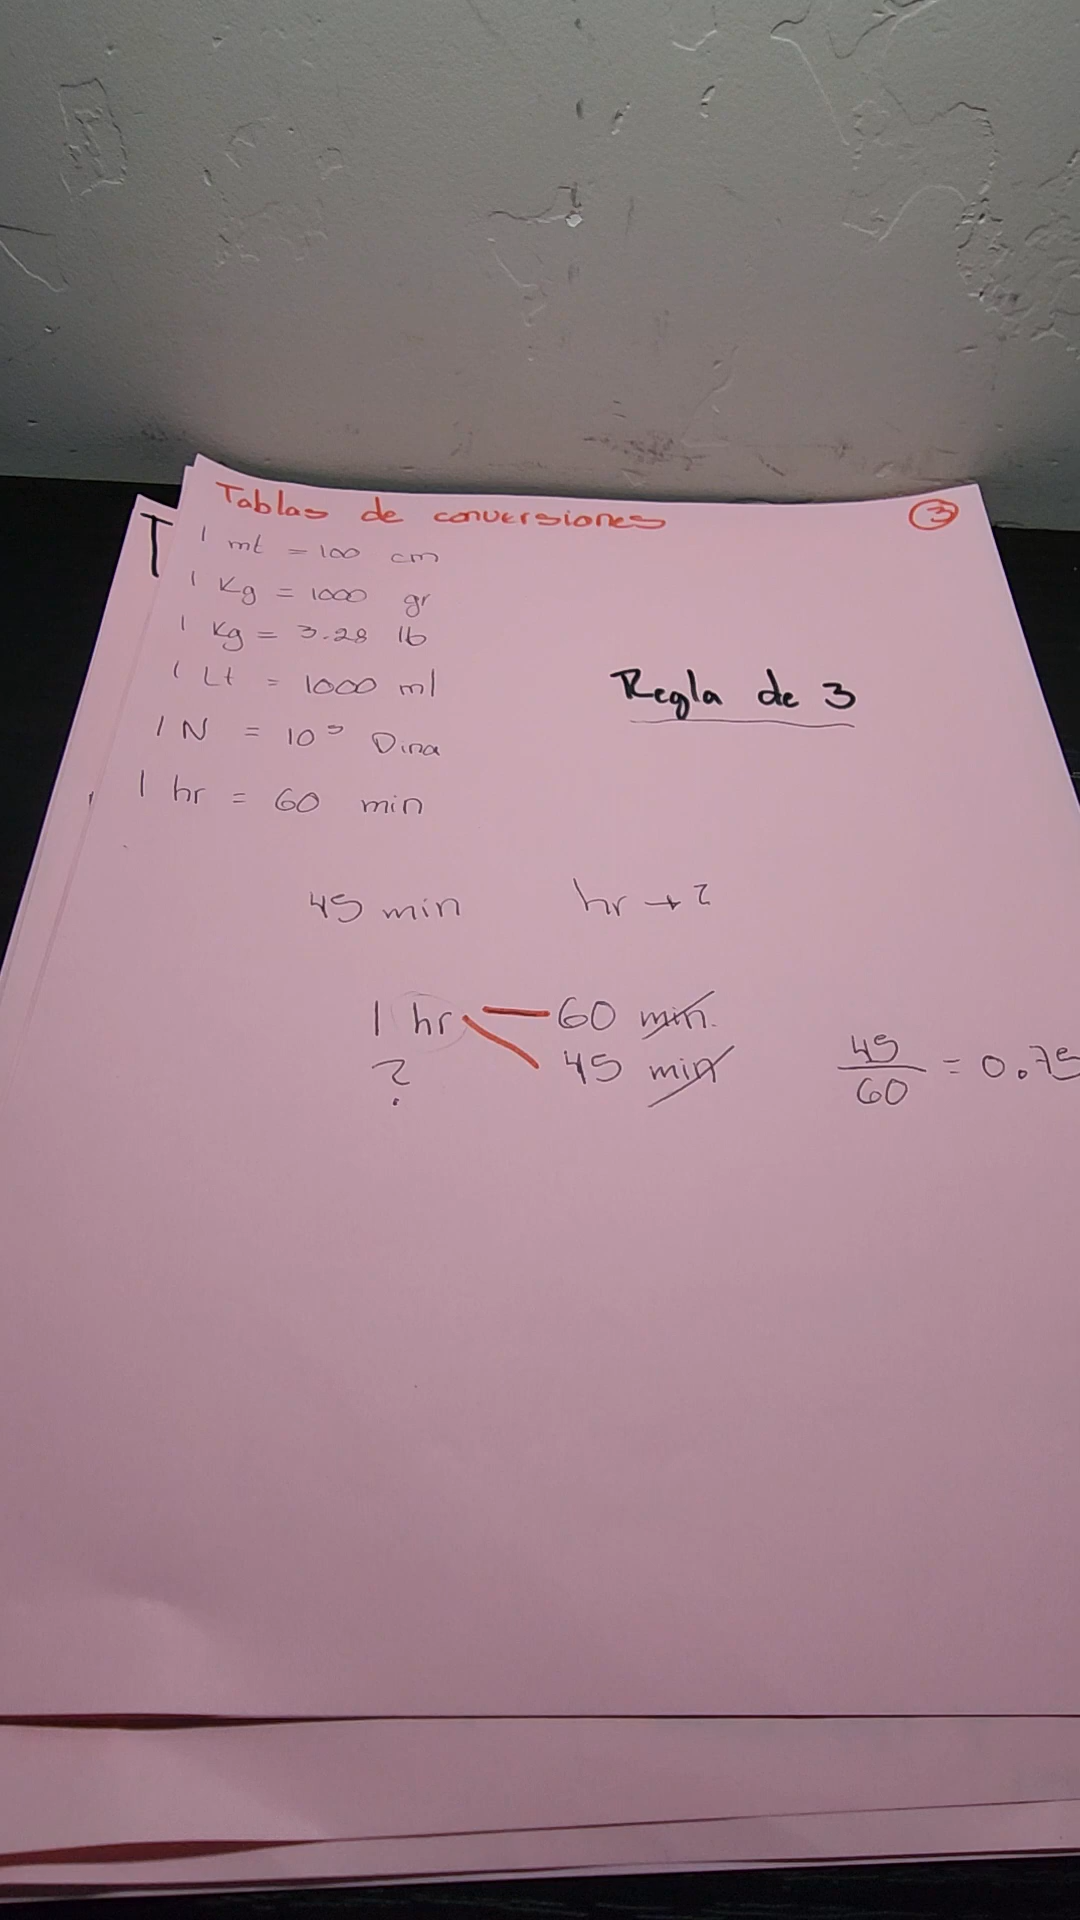 Tablas de conversiones
3
T
1 mt = 100 cm
1 Kg = 1000 gr
1 Kg = 3.28 lb
1 Lt = 1000 ml
Regla de 3
1 N = 10⁵ Dina
1 hr = 60 min
45 min hr → ?
1 hr — 60 min.
? 45 min
45/60 = 0.75